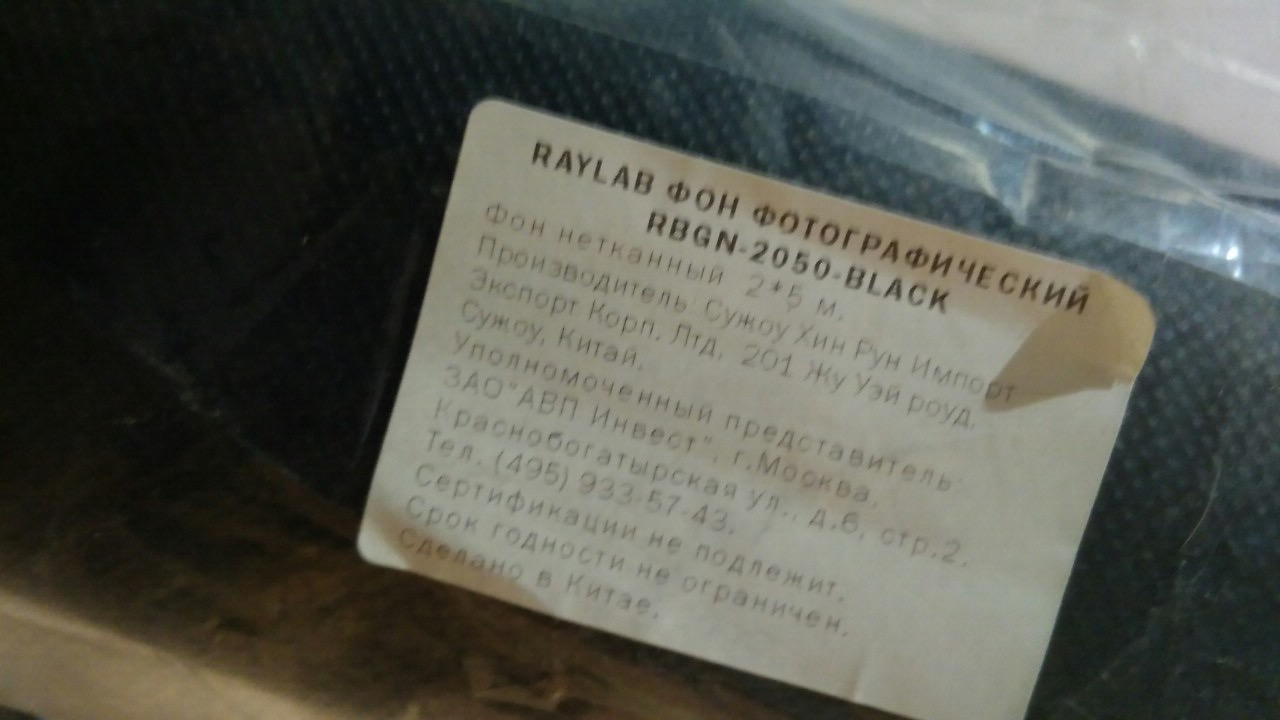 RAYLAB ФОН ФОТОГРАФИЧЕСКИЙ
RBGN-2050-BLACK
Фон нетканный 2*5 м.
Производитель: Сужоу Хин Рун Импорт
Экспорт Корп. Лтд, 201 Жу Уэй роуд,
Сужоу, Китай.
Уполномоченный представитель:
ЗАО"АВП Инвест", г.Москва,
Краснобогатырская ул., д.6, стр.2.
Тел. (495) 933-57-43.
Сертификации не подлежит.
Срок годности не ограничен.
Сделано в Китае.